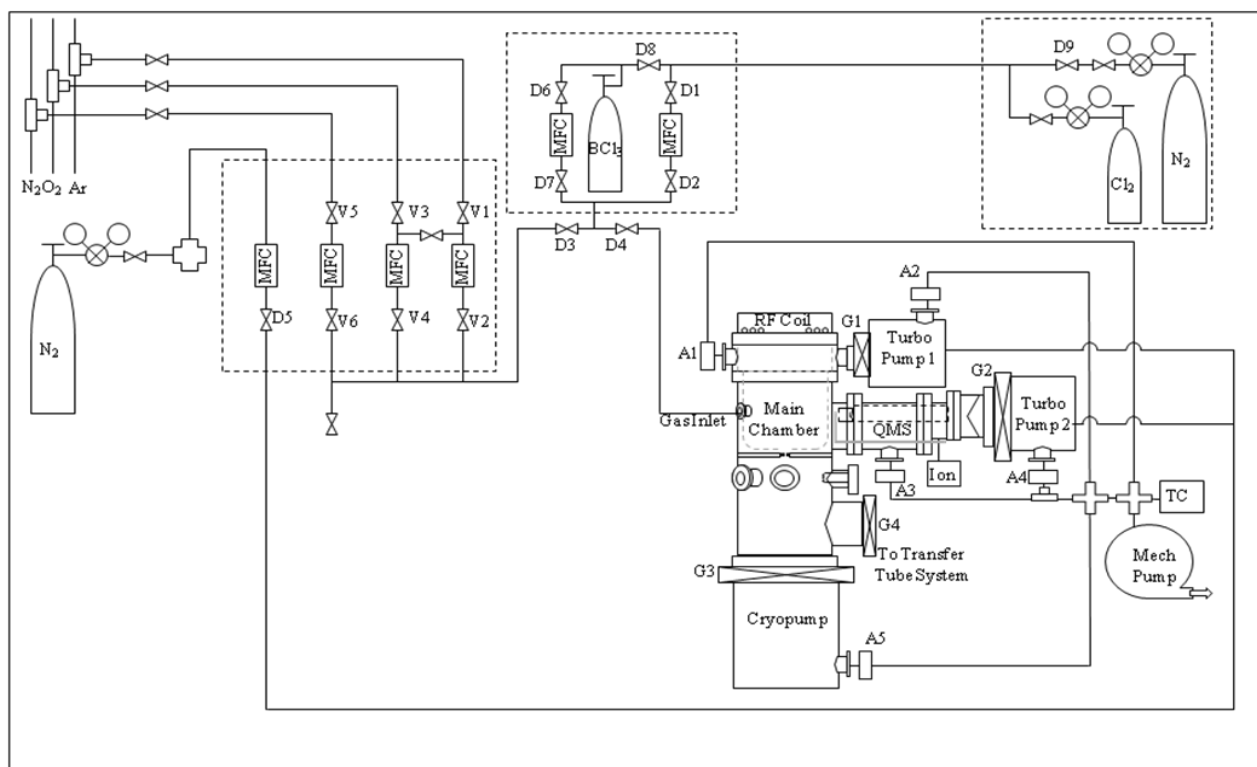 D8
D9
D6
D1
MFC
MFC
BCl₃
N₂
Cl₂
D7
D2
N₂
O₂
Ar
V5
V3
V1
D3
D4
MFC
MFC
MFC
MFC
A2
D5
V6
V4
V2
N₂
RF Coil
G1
Turbo
Pump 1
A1
G2
Gas Inlet
Main
Chamber
QMS
Turbo
Pump 2
Ion
A3
A4
TC
G4
To Transfer
Tube System
Mech
Pump
G3
Cryopump
A5